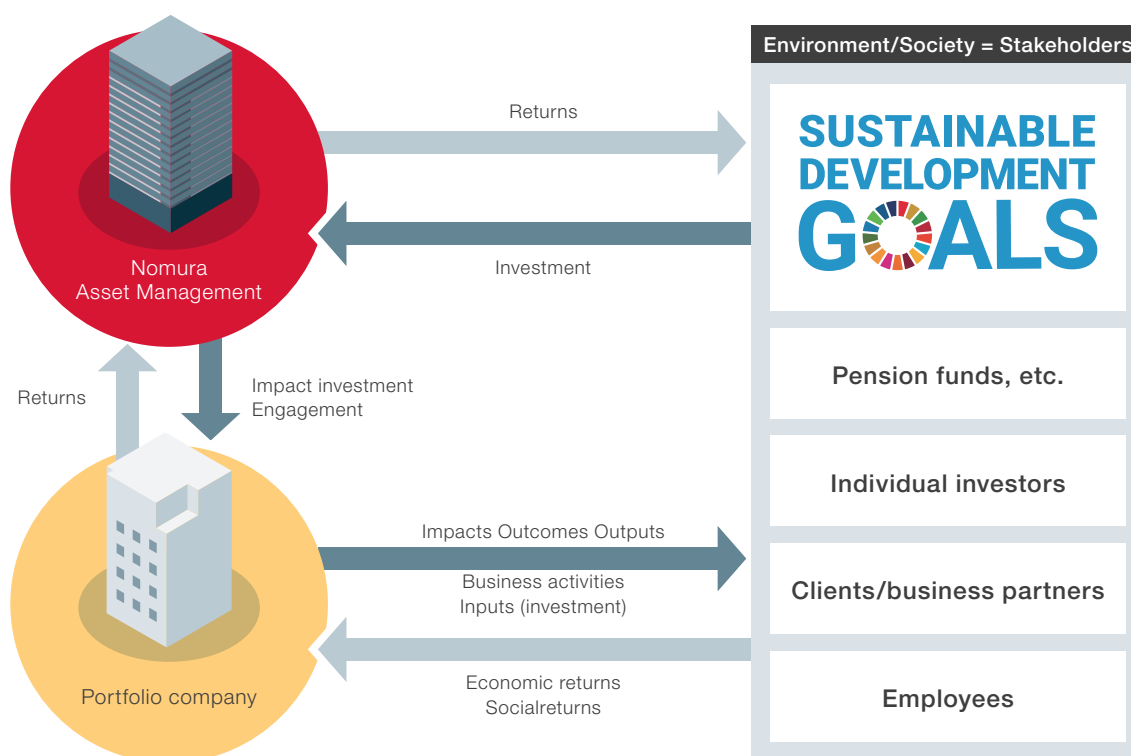 Environment/Society = Stakeholders
Returns
SUSTAINABLE
DEVELOPMENT
GOALS
Investment
Nomura
Asset Management
Returns
Impact investment
Engagement
Pension funds, etc.
Individual investors
Impacts Outcomes Outputs
Business activities
Inputs (investment)
Clients/business partners
Economic returns
Socialreturns
Portfolio company
Employees